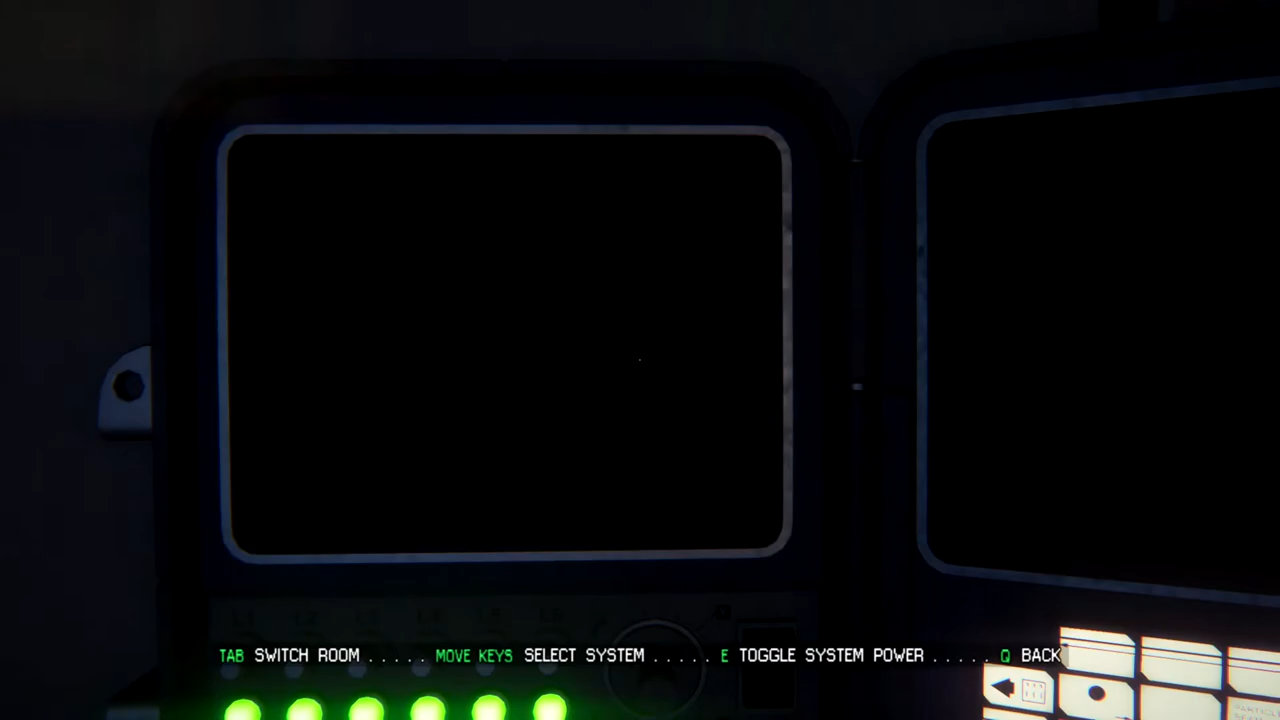 TAB SWITCH ROOM ..... MOVE KEYS SELECT SYSTEM ..... E TOGGLE SYSTEM POWER ..... Q BACK